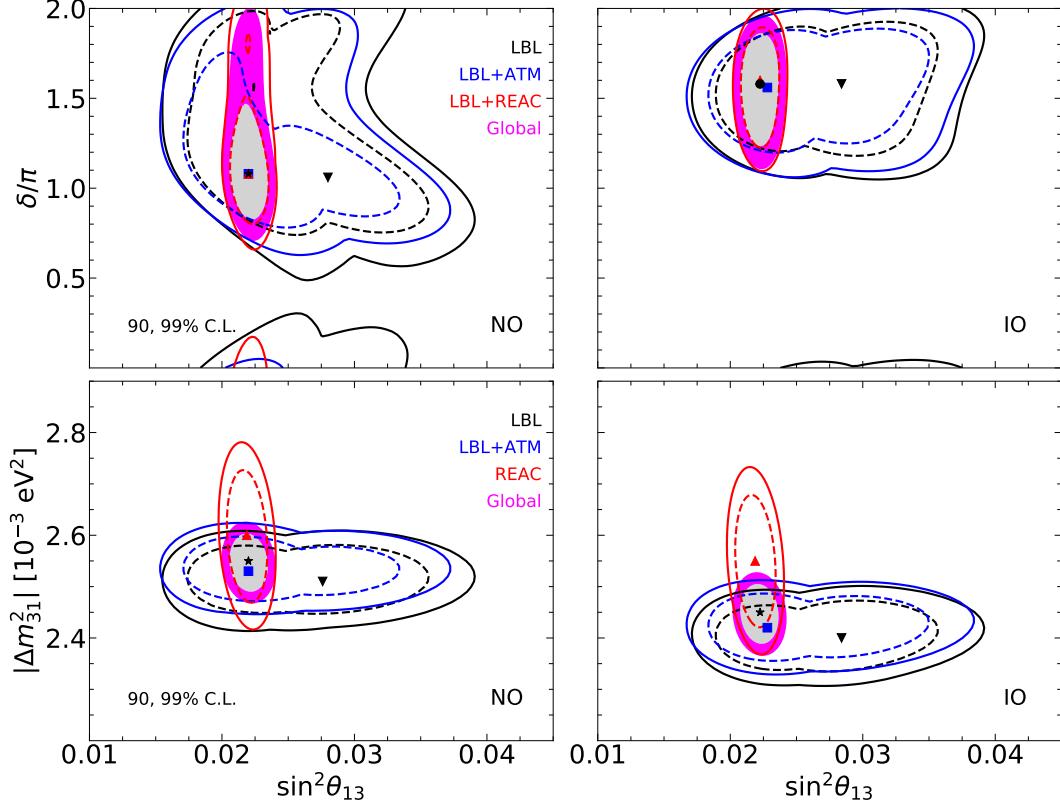 2.0
1.5
1.0
0.5
δ/π
LBL
LBL+ATM
LBL+REAC
Global
90, 99% C.L.
NO
IO
2.8
2.6
2.4
|Δm²₃₁| [10⁻³ eV²]
LBL
LBL+ATM
REAC
Global
90, 99% C.L.
NO
IO
0.01 0.02 0.03 0.04
0.01 0.02 0.03 0.04
sin²θ₁₃
sin²θ₁₃